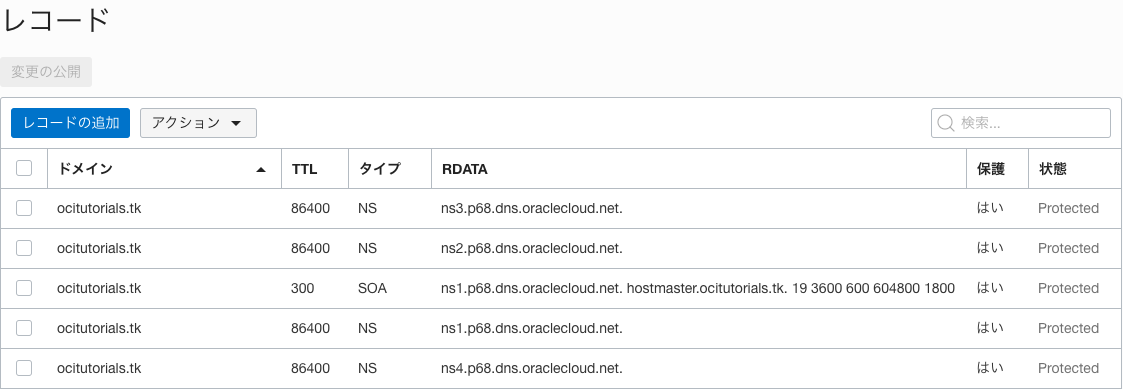 レコード
変更の公開
レコードの追加 アクション 検索...
ドメイン TTL タイプ RDATA 保護 状態
ocitutorials.tk 86400 NS ns3.p68.dns.oraclecloud.net. はい Protected
ocitutorials.tk 86400 NS ns2.p68.dns.oraclecloud.net. はい Protected
ocitutorials.tk 300 SOA ns1.p68.dns.oraclecloud.net. hostmaster.ocitutorials.tk. 19 3600 600 604800 1800 はい Protected
ocitutorials.tk 86400 NS ns1.p68.dns.oraclecloud.net. はい Protected
ocitutorials.tk 86400 NS ns4.p68.dns.oraclecloud.net. はい Protected